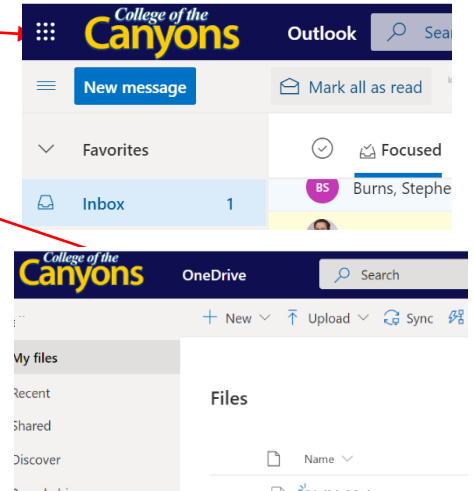 College of the
Canyons
Outlook
New message
Mark all as read
Favorites
Focused
BS
Burns,
Inbox 1
College of the
Canyons
OneDrive
Search
New
Upload
Sync
My files
Recent
Shared
Discover
Files
Name